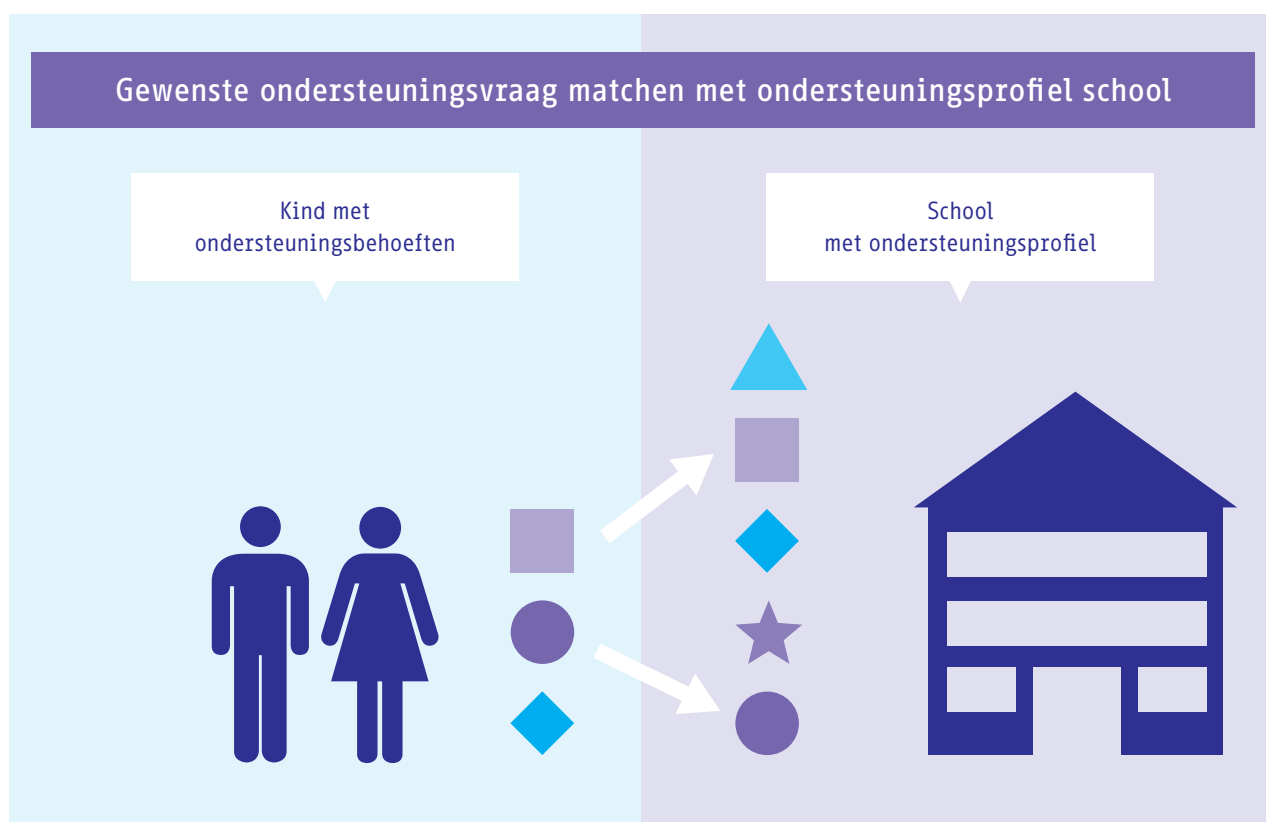 Gewenste ondersteuningsvraag matchen met ondersteuningsprofiel school
Kind met
ondersteuningsbehoeften
School
met ondersteuningsprofiel